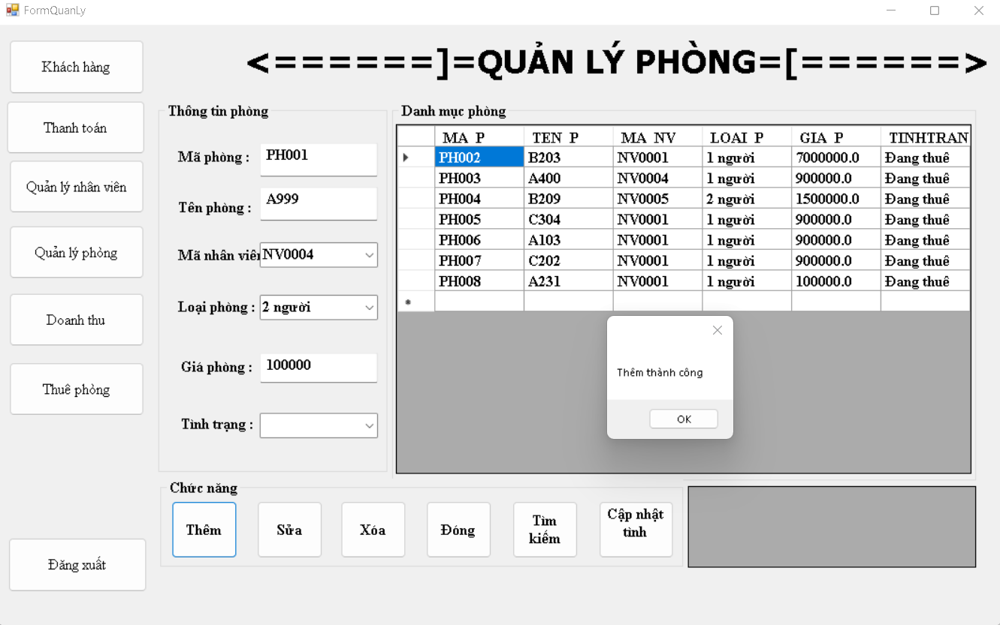 FormQuanLy
<======]=QUẢN LÝ PHÒNG=[======>
Khách hàng
Thanh toán
Quản lý nhân viên
Quản lý phòng
Doanh thu
Thuê phòng
Đăng xuất
Thông tin phòng
Mã phòng : PH001
Tên phòng : A999
Mã nhân viên NV0004
Loại phòng : 2 người
Giá phòng : 100000
Tình trạng :
Danh mục phòng
MA_P TEN_P MA_NV LOAI_P GIA_P TINHTRAN
PH002 B203 NV0001 1 người 7000000.0 Đang thuê
PH003 A400 NV0004 1 người 900000.0 Đang thuê
PH004 B209 NV0005 2 người 1500000.0 Đang thuê
PH005 C304 NV0001 1 người 900000.0 Đang thuê
PH006 A103 NV0001 1 người 900000.0 Đang thuê
PH007 C202 NV0001 1 người 900000.0 Đang thuê
PH008 A231 NV0001 1 người 100000.0 Đang thuê
Thêm thành công
OK
Chức năng
Thêm
Sửa
Xóa
Đóng
Tìm
kiếm
Cập nhật
tình